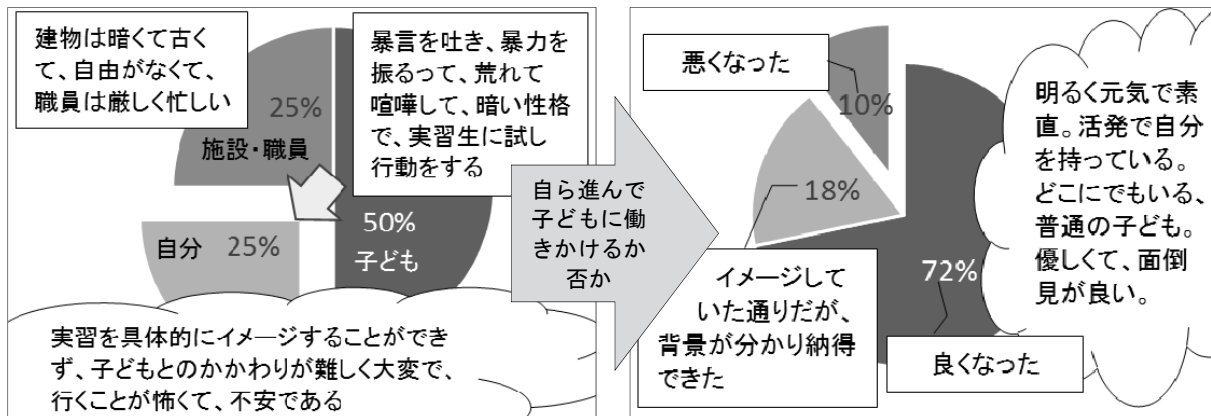 建物は暗くて古く
て、自由がなくて、
職員は厳しく忙しい
25%
施設・職員
暴言を吐き、暴力を
振るって、荒れて
喧嘩して、暗い性格
で、実習生に試し
行動をする
50%
子ども
自分 25%
実習を具体的にイメージすることができ
ず、子どもとのかかわりが難しく大変で、
行くことが怖くて、不安である
自ら進んで
子どもに働
きかけるか
否か
悪くなった
10%
18%
イメージして
いた通りだが、
背景が分かり納得
できた
72%
良くなった
明るく元気で素
直。活発で自分
を持っている。
どこにでもいる、
普通の子ども。
優しくて、面倒
見が良い。